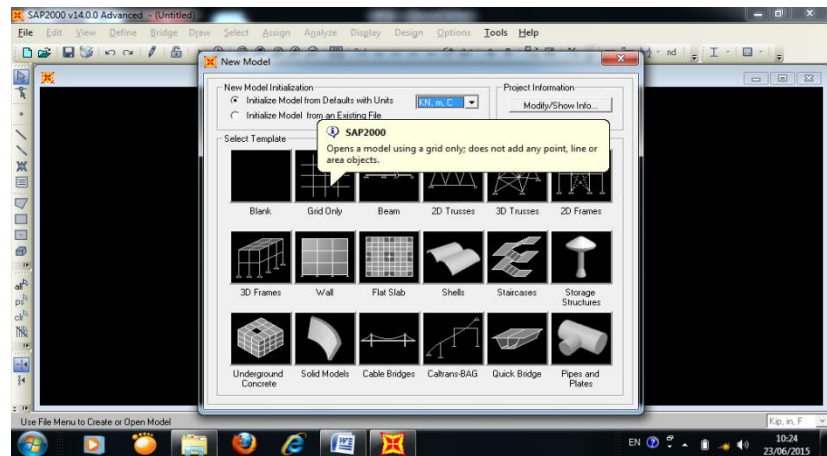 SAP2000 v14.0.0 Advanced - (Untitled)
File Edit View Define Bridge Draw Select Assign Analyze Display Design Options Tools Help
nd
New Model
New Model Initialization
Initialize Model from Defaults with Units
KN, m, C
Initialize Model from an Existing File
Project Information
Modify/Show Info...
Select Template
SAP2000
Opens a model using a grid only; does not add any point, line or
area objects.
Blank Grid Only Beam 2D Trusses 3D Trusses 2D Frames
3D Frames Wall Flat Slab Shells Staircases Storage
Structures
Underground
Concrete
Solid Models Cable Bridges Caltrans-BAG Quick Bridge Pipes and
Plates
all
ps
clr
Use File Menu to Create or Open Model
Kip, in, F
EN
10:24
23/06/2015